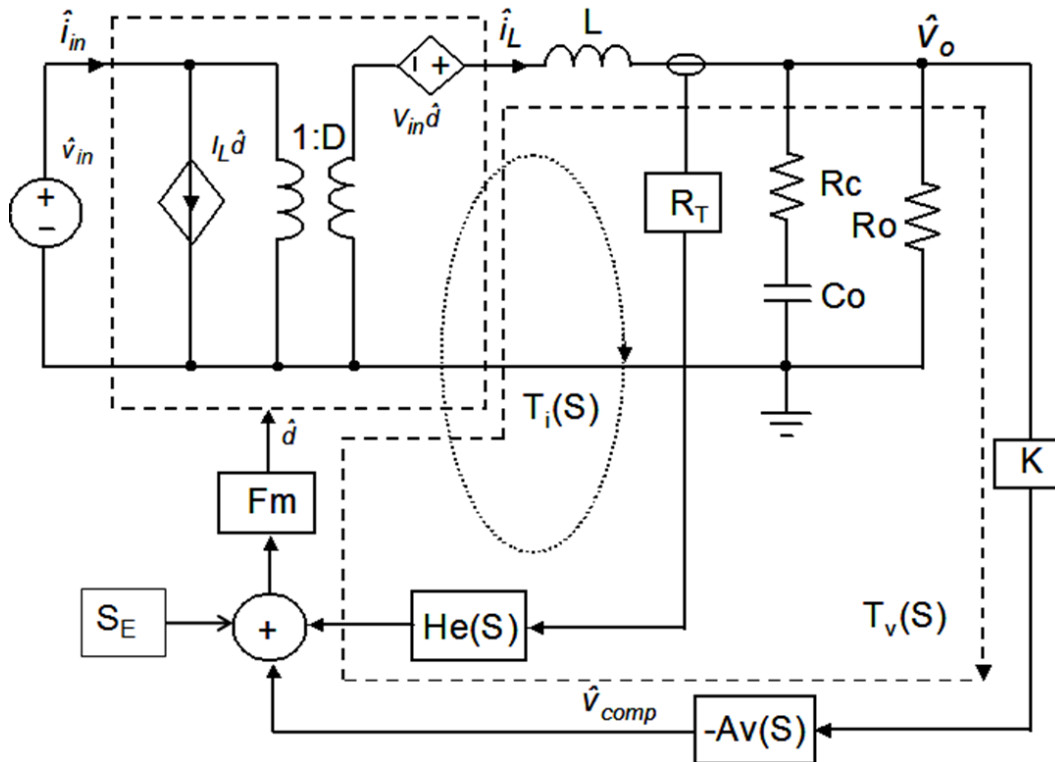 î_in
î_L
L
v̂_o
V_in d̂
1:D
v̂_in
I_L d̂
+
−
R_T
Rc
Ro
Co
T_i(S)
d̂
K
Fm
S_E
+
He(S)
T_v(S)
v̂_comp
-Av(S)